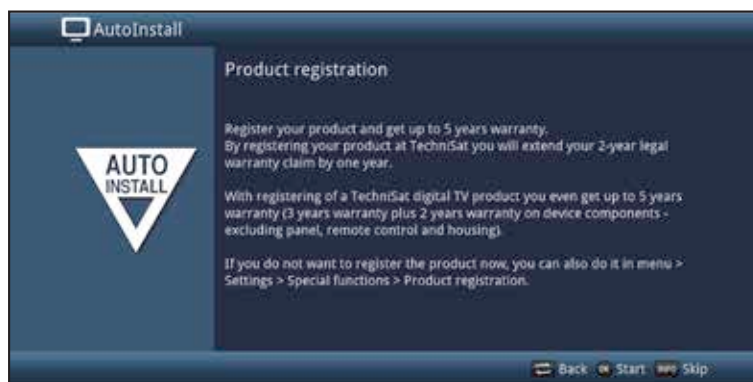 AutoInstall
Product registration
Register your product and get up to 5 years warranty.
By registering your product at TechniSat you will extend your 2-year legal
warranty claim by one year.
AUTO
INSTALL
With registering of a TechniSat digital TV product you even get up to 5 years
warranty (3 years warranty plus 2 years warranty on device components -
excluding panel, remote control and housing).
If you do not want to register the product now, you can also do it in menu >
Settings > Special functions > Product registration.
Back OK Start INFO Skip